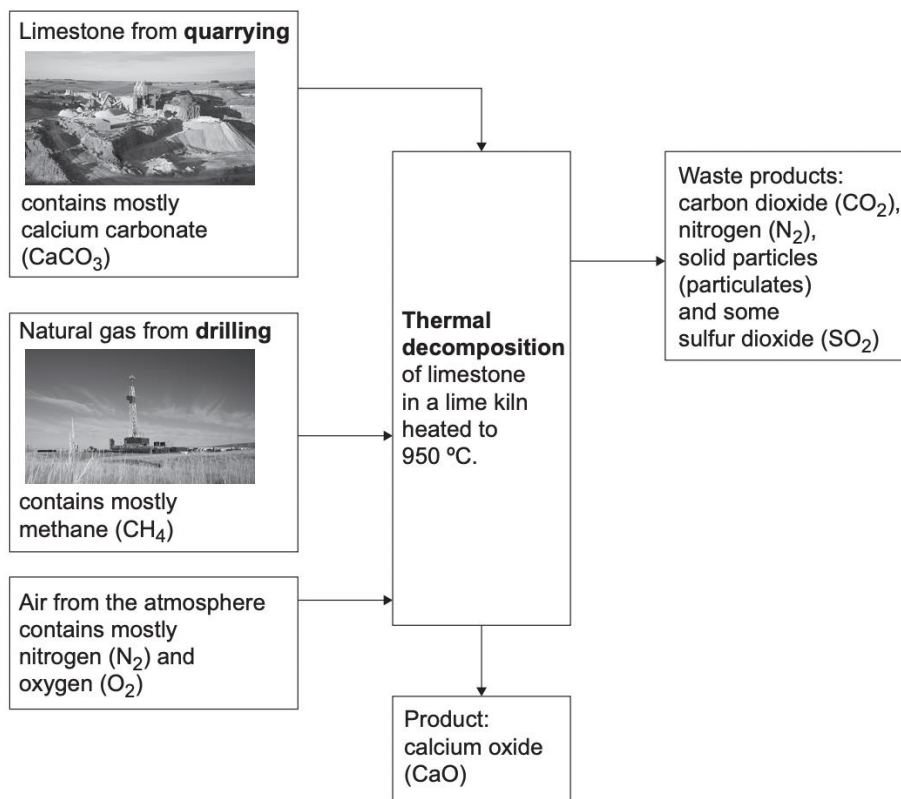 Limestone from quarrying
contains mostly
calcium carbonate
(CaCO₃)
Natural gas from drilling
contains mostly
methane (CH₄)
Air from the atmosphere
contains mostly
nitrogen (N₂) and
oxygen (O₂)
Thermal
decomposition
of limestone
in a lime kiln
heated to
950 ºC.
Waste products:
carbon dioxide (CO₂),
nitrogen (N₂),
solid particles
(particulates)
and some
sulfur dioxide (SO₂)
Product:
calcium oxide
(CaO)